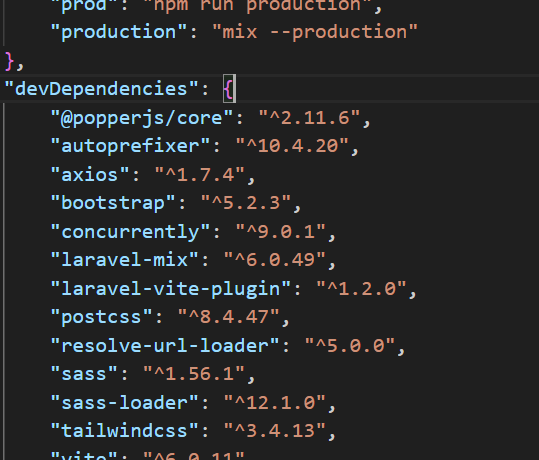 "prod": "npm run production",
"production": "mix --production"
},
"devDependencies": {
"@popperjs/core": "^2.11.6",
"autoprefixer": "^10.4.20",
"axios": "^1.7.4",
"bootstrap": "^5.2.3",
"concurrently": "^9.0.1",
"laravel-mix": "^6.0.49",
"laravel-vite-plugin": "^1.2.0",
"postcss": "^8.4.47",
"resolve-url-loader": "^5.0.0",
"sass": "^1.56.1",
"sass-loader": "^12.1.0",
"tailwindcss": "^3.4.13",
"vite": "^6.0.11"